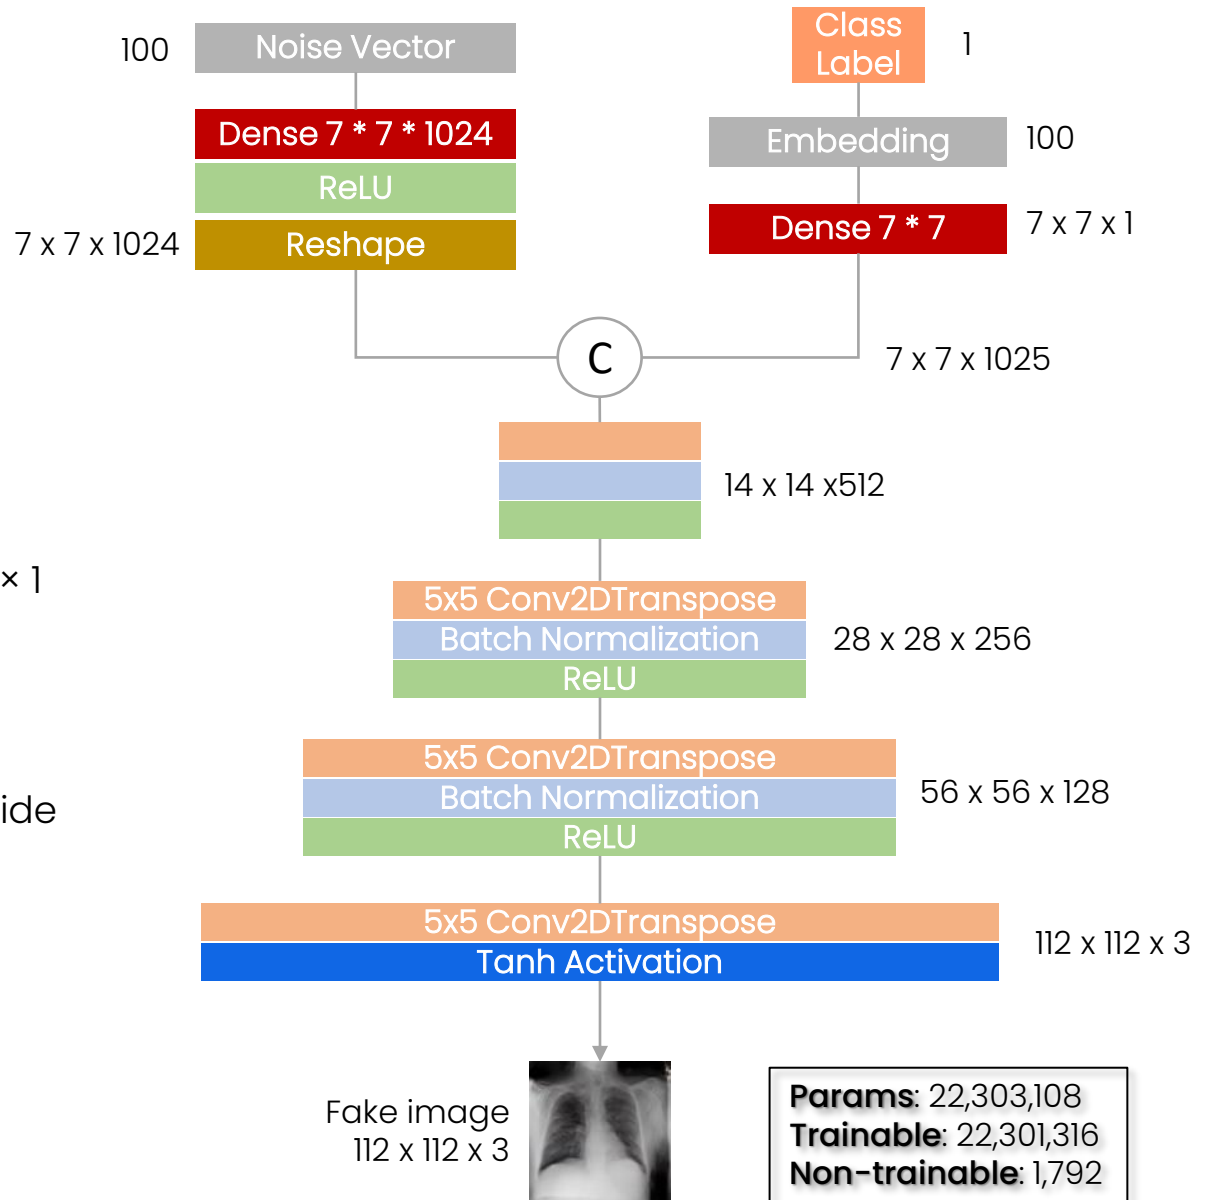 100
Noise Vector
Class
Label
1
Dense 7 * 7 * 1024
Embedding
100
ReLU
7 x 7 x 1024
Reshape
Dense 7 * 7
7 x 7 x 1
C
7 x 7 x 1025
14 x 14 x512
× 1
5x5 Conv2DTranspose
Batch Normalization
ReLU
28 x 28 x 256
5x5 Conv2DTranspose
Batch Normalization
ReLU
56 x 56 x 128
ide
5x5 Conv2DTranspose
Tanh Activation
112 x 112 x 3
Fake image
112 x 112 x 3
Params: 22,303,108
Trainable: 22,301,316
Non-trainable: 1,792